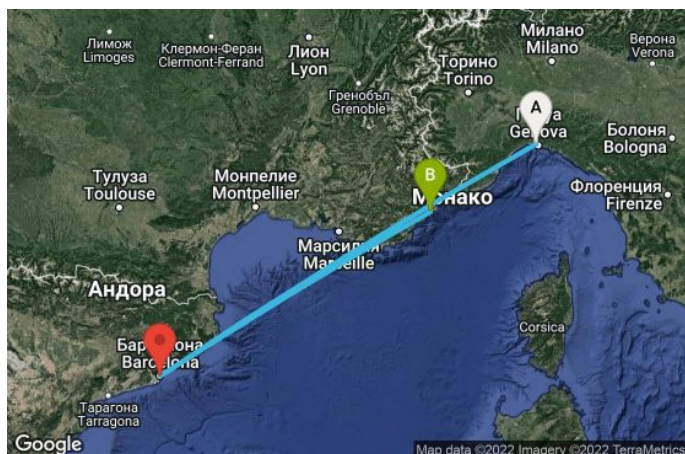 Лимож
Limoges
Клермон-Феран
Clermont-Ferrand
Лион
Lyon
Милано
Milano
Верона
Verona
Торино
Torino
Гренобъл
Grenoble
A
Genova
Болоня
Bologna
Тулуза
Toulouse
Монпелие
Montpellier
B
Монако
Флоренция
Firenze
Марсилия
Marseille
Андора
Corsica
Barcelona
Тарагона
Tarragona
Google
Map data ©2022 Imagery ©2022 TerraMetrics